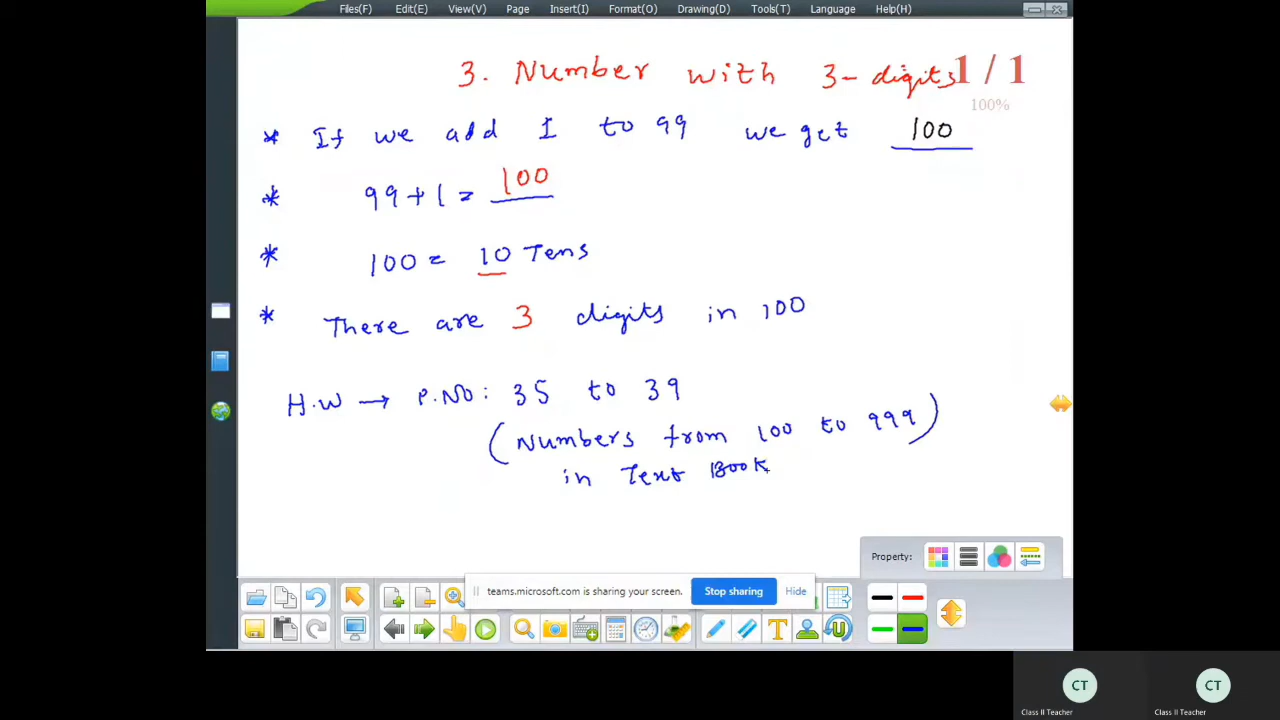 Files(F) Edit(E) View(V) Page Insert(I) Format(O) Drawing(D) Tools(T) Language Help(H)
3. Number with 3-digits
1 / 1
100%
* If we add 1 to 99 we get 100
* 99+1= 100
* 100= 10 Tens
* There are 3 digits in 100
H.W → P.NO: 35 to 39
(Numbers from 100 to 999)
in Text Book
Property:
teams.microsoft.com is sharing your screen. Stop sharing Hide
CT CT
Class II Teacher Class II Teacher